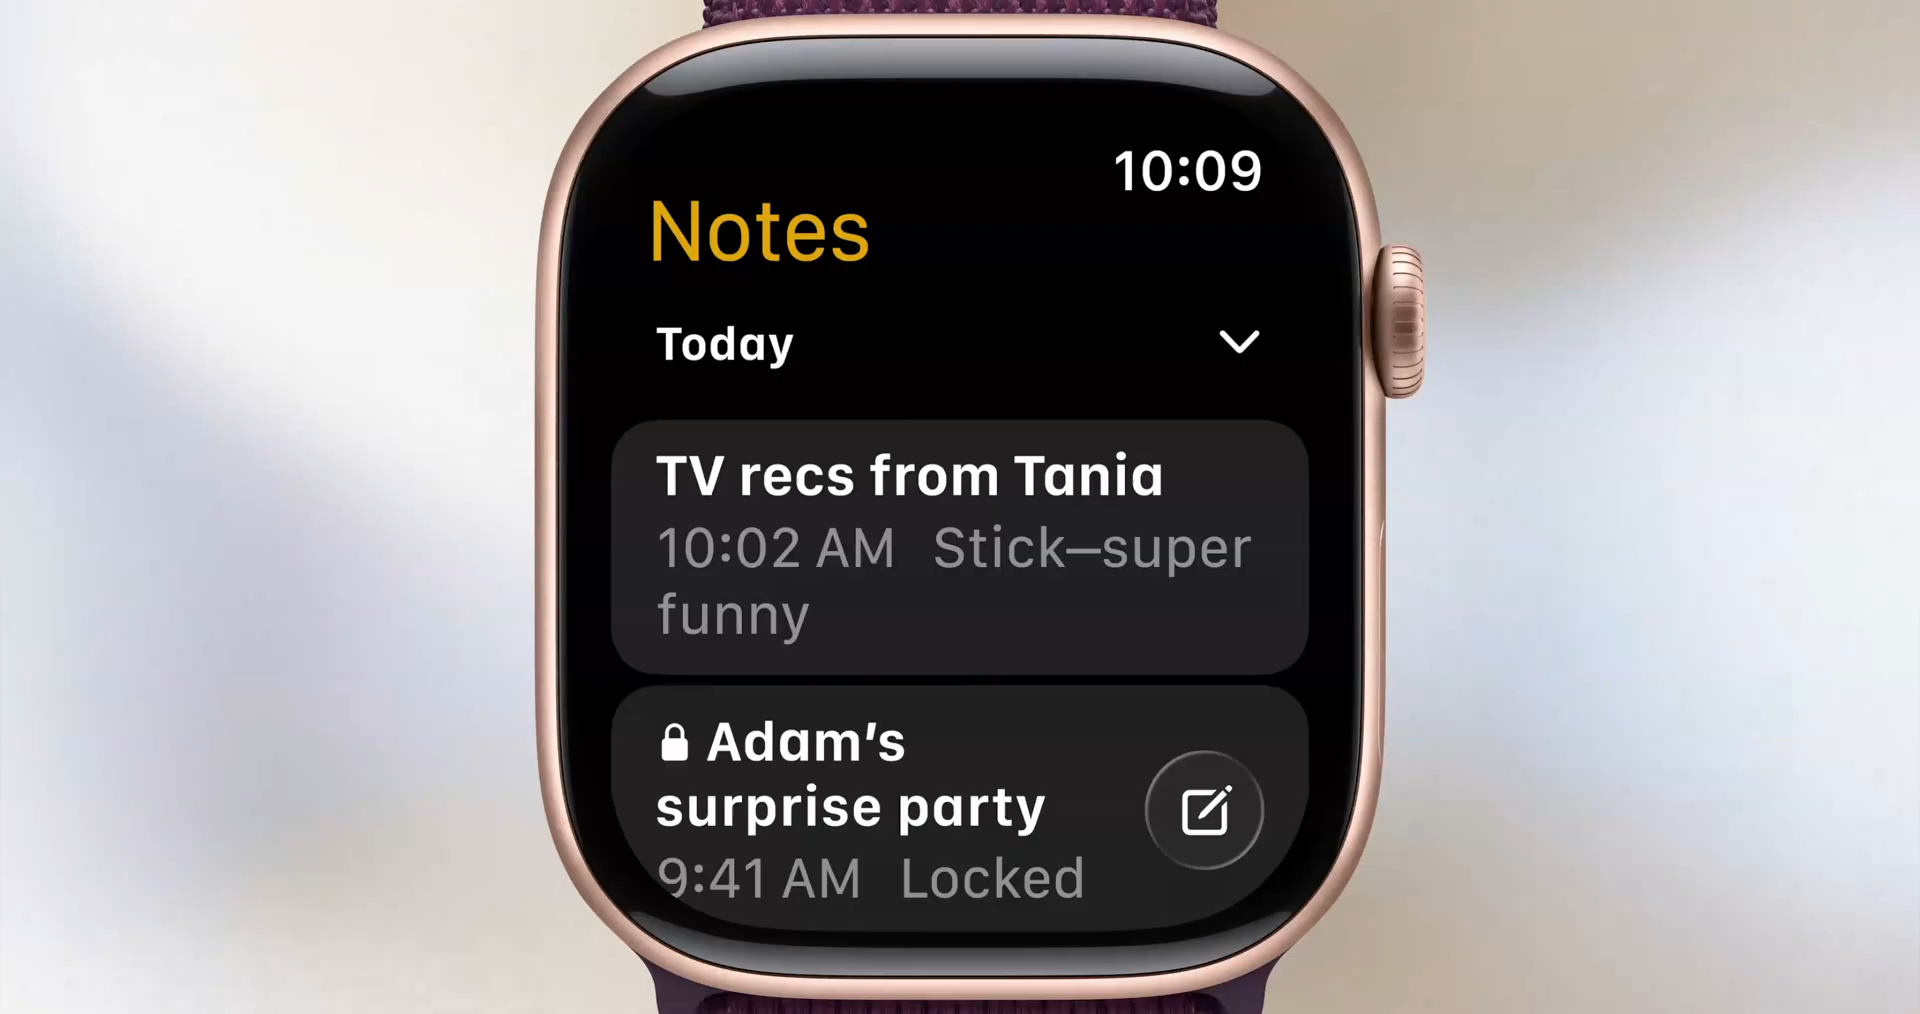 10:09
Notes
Today
TV recs from Tania
10:02 AM Stick—super
funny
Adam’s
surprise party
9:41 AM Locked